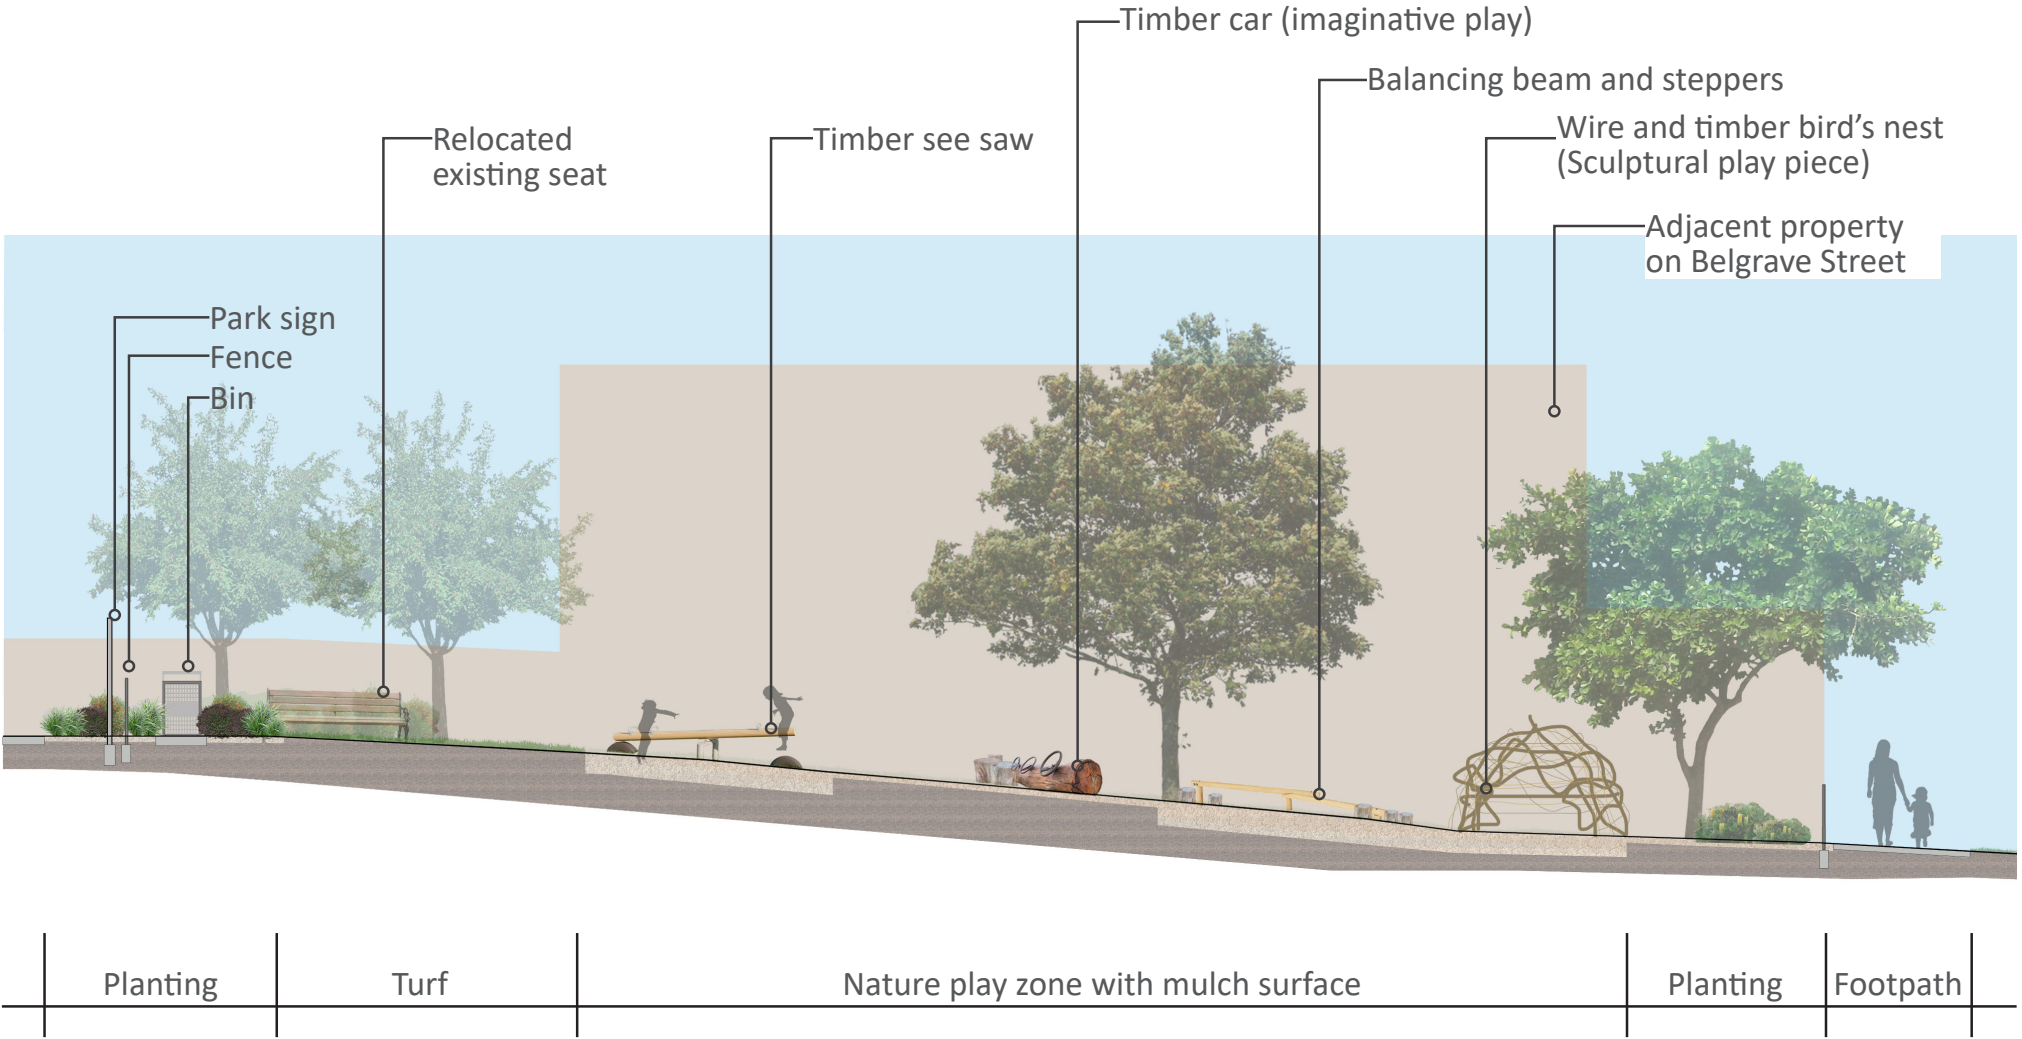 Timber car (imaginative play)
Balancing beam and steppers
Wire and timber bird's nest
(Sculptural play piece)
Relocated
existing seat
Timber see saw
Adjacent property
on Belgrave Street
Park sign
Fence
Bin
Planting
Turf
Nature play zone with mulch surface
Planting
Footpath